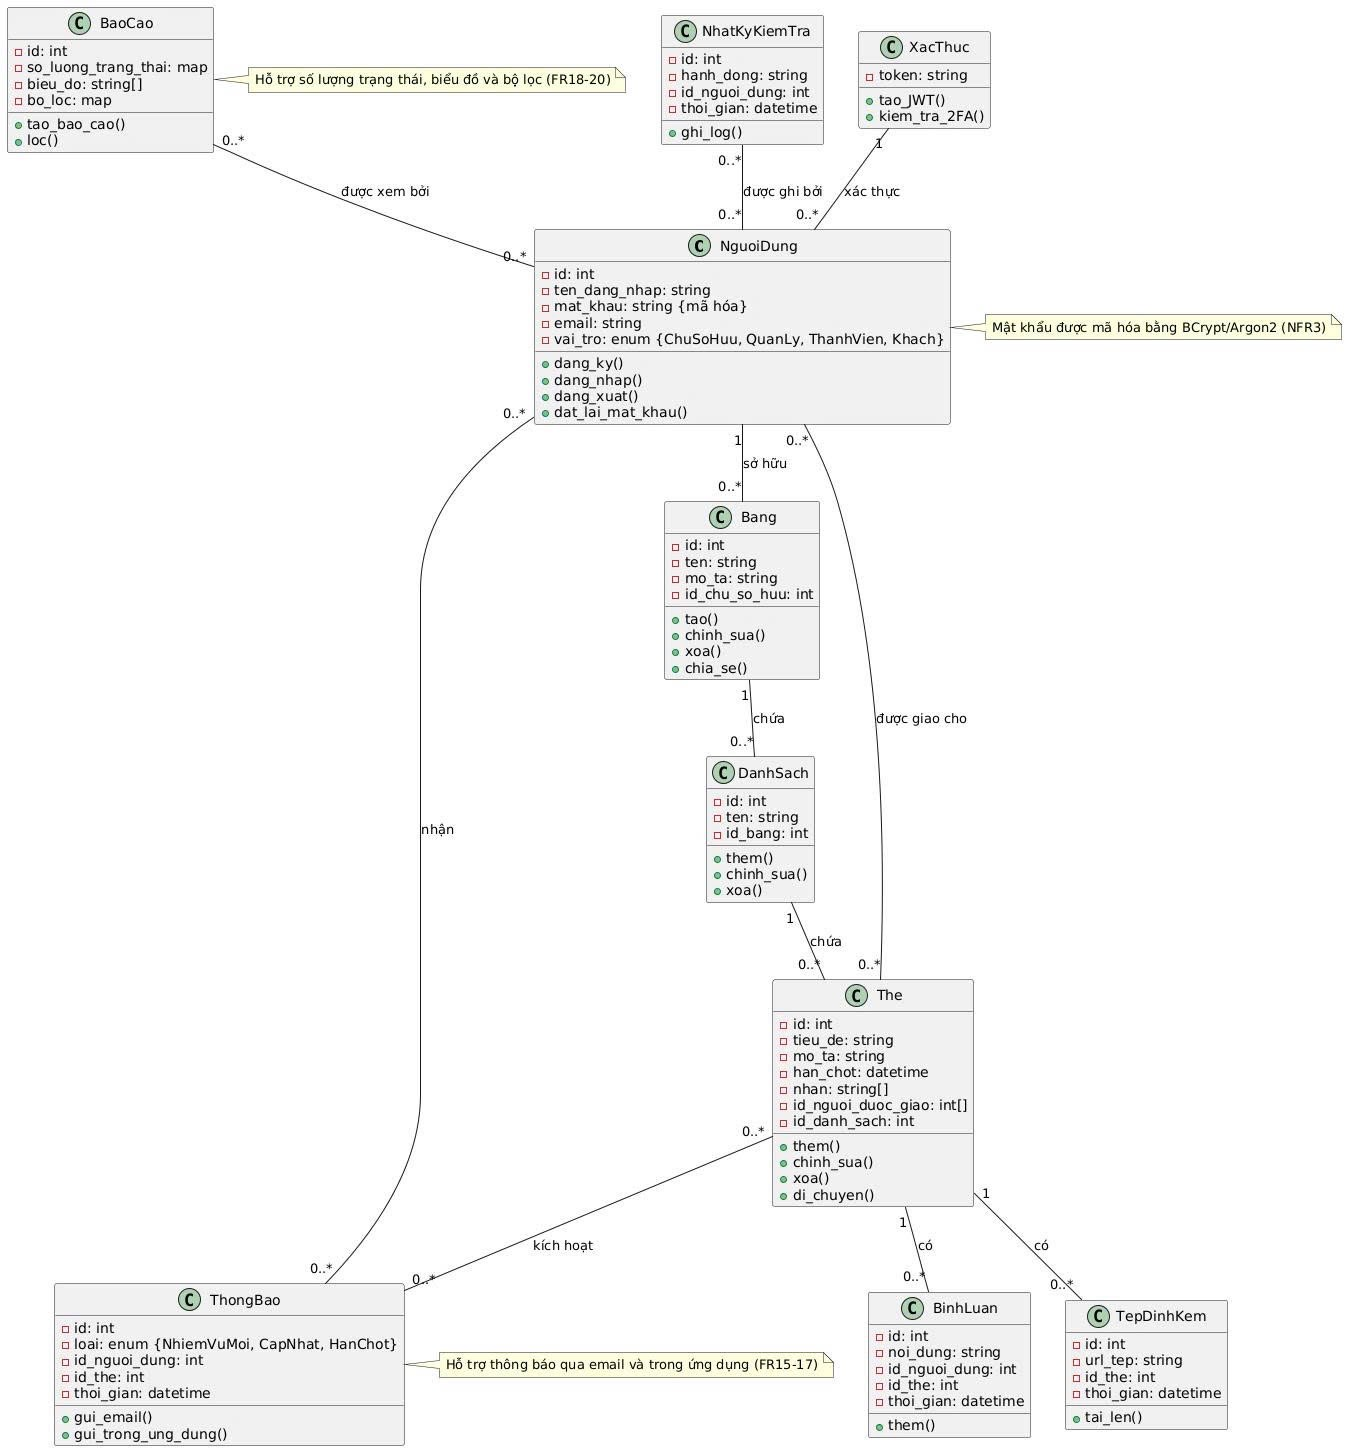 C BaoCao
id: int
so_luong_trang_thai: map
bieu_do: string[]
bo_loc: map
tao_bao_cao()
loc()
Hỗ trợ số lượng trạng thái, biểu đồ và bộ lọc (FR18-20)
C NhatKyKiemTra
id: int
hanh_dong: string
id_nguoi_dung: int
thoi_gian: datetime
ghi_log()
C XacThuc
token: string
tao_JWT()
kiem_tra_2FA()
0..*
được xem bởi
0..*
0..*
được ghi bởi
0..*
1
xác thực
0..*
C NguoiDung
id: int
ten_dang_nhap: string
mat_khau: string {mã hóa}
email: string
vai_tro: enum {ChuSoHuu, QuanLy, ThanhVien, Khach}
dang_ky()
dang_nhap()
dang_xuat()
dat_lai_mat_khau()
Mật khẩu được mã hóa bằng BCrypt/Argon2 (NFR3)
0..*
nhận
0..*
1
sở hữu
0..*
0..*
được giao cho
0..*
C Bang
id: int
ten: string
mo_ta: string
id_chu_so_huu: int
tao()
chinh_sua()
xoa()
chia_se()
1
chứa
0..*
C DanhSach
id: int
ten: string
id_bang: int
them()
chinh_sua()
xoa()
1
chứa
0..*
C The
id: int
tieu_de: string
mo_ta: string
han_chot: datetime
nhan: string[]
id_nguoi_duoc_giao: int[]
id_danh_sach: int
them()
chinh_sua()
xoa()
di_chuyen()
0..*
kích hoạt
0..*
1
có
0..*
1
có
0..*
C ThongBao
id: int
loai: enum {NhiemVuMoi, CapNhat, HanChot}
id_nguoi_dung: int
id_the: int
thoi_gian: datetime
gui_email()
gui_trong_ung_dung()
Hỗ trợ thông báo qua email và trong ứng dụng (FR15-17)
C BinhLuan
id: int
noi_dung: string
id_nguoi_dung: int
id_the: int
thoi_gian: datetime
them()
C TepDinhKem
id: int
url_tep: string
id_the: int
thoi_gian: datetime
tai_len()